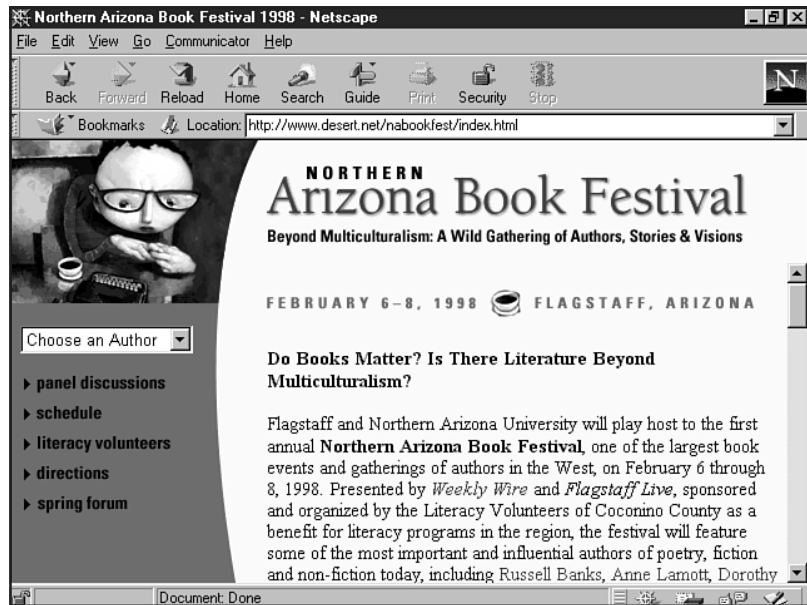 Northern Arizona Book Festival 1998 - Netscape
File Edit View Go Communicator Help
Back Forward Reload Home Search Guide Print Security Stop
N
Bookmarks Location: http://www.desert.net/nabookfest/index.html
NORTHERN
Arizona Book Festival
Beyond Multiculturalism: A Wild Gathering of Authors, Stories & Visions
FEBRUARY 6–8, 1998 FLAGSTAFF, ARIZONA
Choose an Author
▸ panel discussions
▸ schedule
▸ literacy volunteers
▸ directions
▸ spring forum
Do Books Matter? Is There Literature Beyond
Multiculturalism?
Flagstaff and Northern Arizona University will play host to the first
annual Northern Arizona Book Festival, one of the largest book
events and gatherings of authors in the West, on February 6 through
8, 1998. Presented by Weekly Wire and Flagstaff Live, sponsored
and organized by the Literacy Volunteers of Coconino County as a
benefit for literacy programs in the region, the festival will feature
some of the most important and influential authors of poetry, fiction
and non-fiction today, including Russell Banks, Anne Lamott, Dorothy
Document: Done